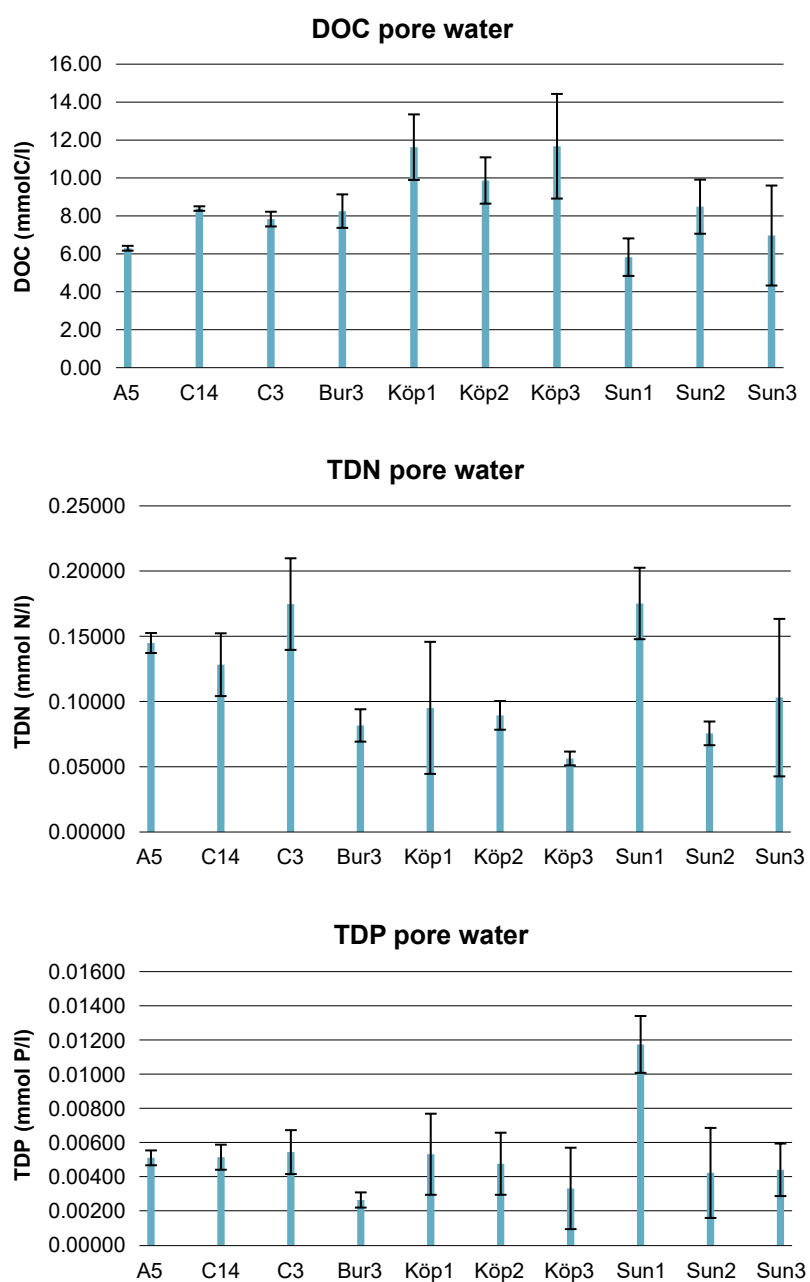 DOC pore water
DOC (mmolC/l)
16.00
14.00
12.00
10.00
8.00
6.00
4.00
2.00
0.00
A5 C14 C3 Bur3 Köp1 Köp2 Köp3 Sun1 Sun2 Sun3
TDN pore water
TDN (mmol N/l)
0.25000
0.20000
0.15000
0.10000
0.05000
0.00000
A5 C14 C3 Bur3 Köp1 Köp2 Köp3 Sun1 Sun2 Sun3
TDP pore water
TDP (mmol P/l)
0.01600
0.01400
0.01200
0.01000
0.00800
0.00600
0.00400
0.00200
0.00000
A5 C14 C3 Bur3 Köp1 Köp2 Köp3 Sun1 Sun2 Sun3